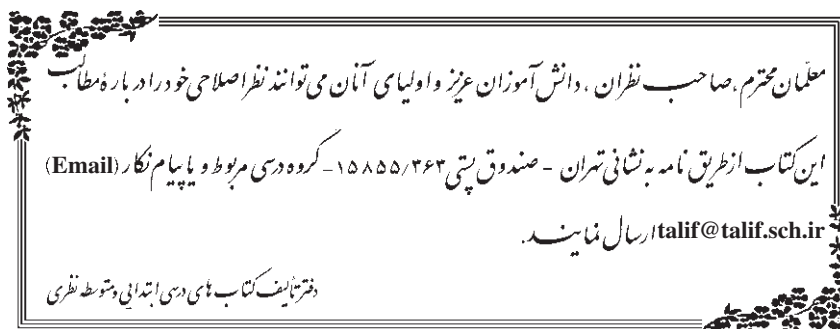 معلّمان محترم، صاحب نظران، دانش آموزان عزیز و اولیای آنان می توانند نظر اصلاحی خود را در بارهٔ مطالب
این کتاب از طریق نامه به نشانی تهران - صندوق پستی ۱۵۸۵۵/۳۶۳ - گروه درسی مربوط و یا پیام نگار (Email)
talif@talif.sch.ir ارسال نمایند.
دفتر تألیف کتاب های درسی ابتدایی و متوسطه نظری